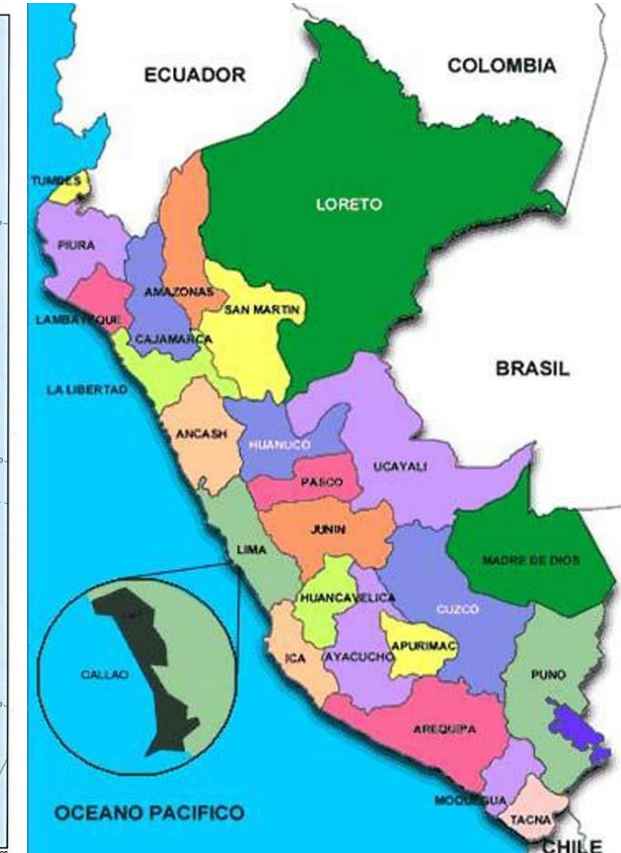 ECUADOR
COLOMBIA
TUMBES
LORETO
PIURA
AMAZONAS
SAN MARTIN
LAMBAYEQUE
CAJAMARCA
BRASIL
LA LIBERTAD
ANCASH
HUANUCO
UCAYALI
PASCO
JUNIN
LIMA
MADRE DE DIOS
HUANCAVELICA
CUZCO
APURIMAC
ICA
AYACUCHO
PUNO
CALLAO
AREQUIPA
MOQUEGUA
OCEANO PACIFICO
TACNA
CHILE